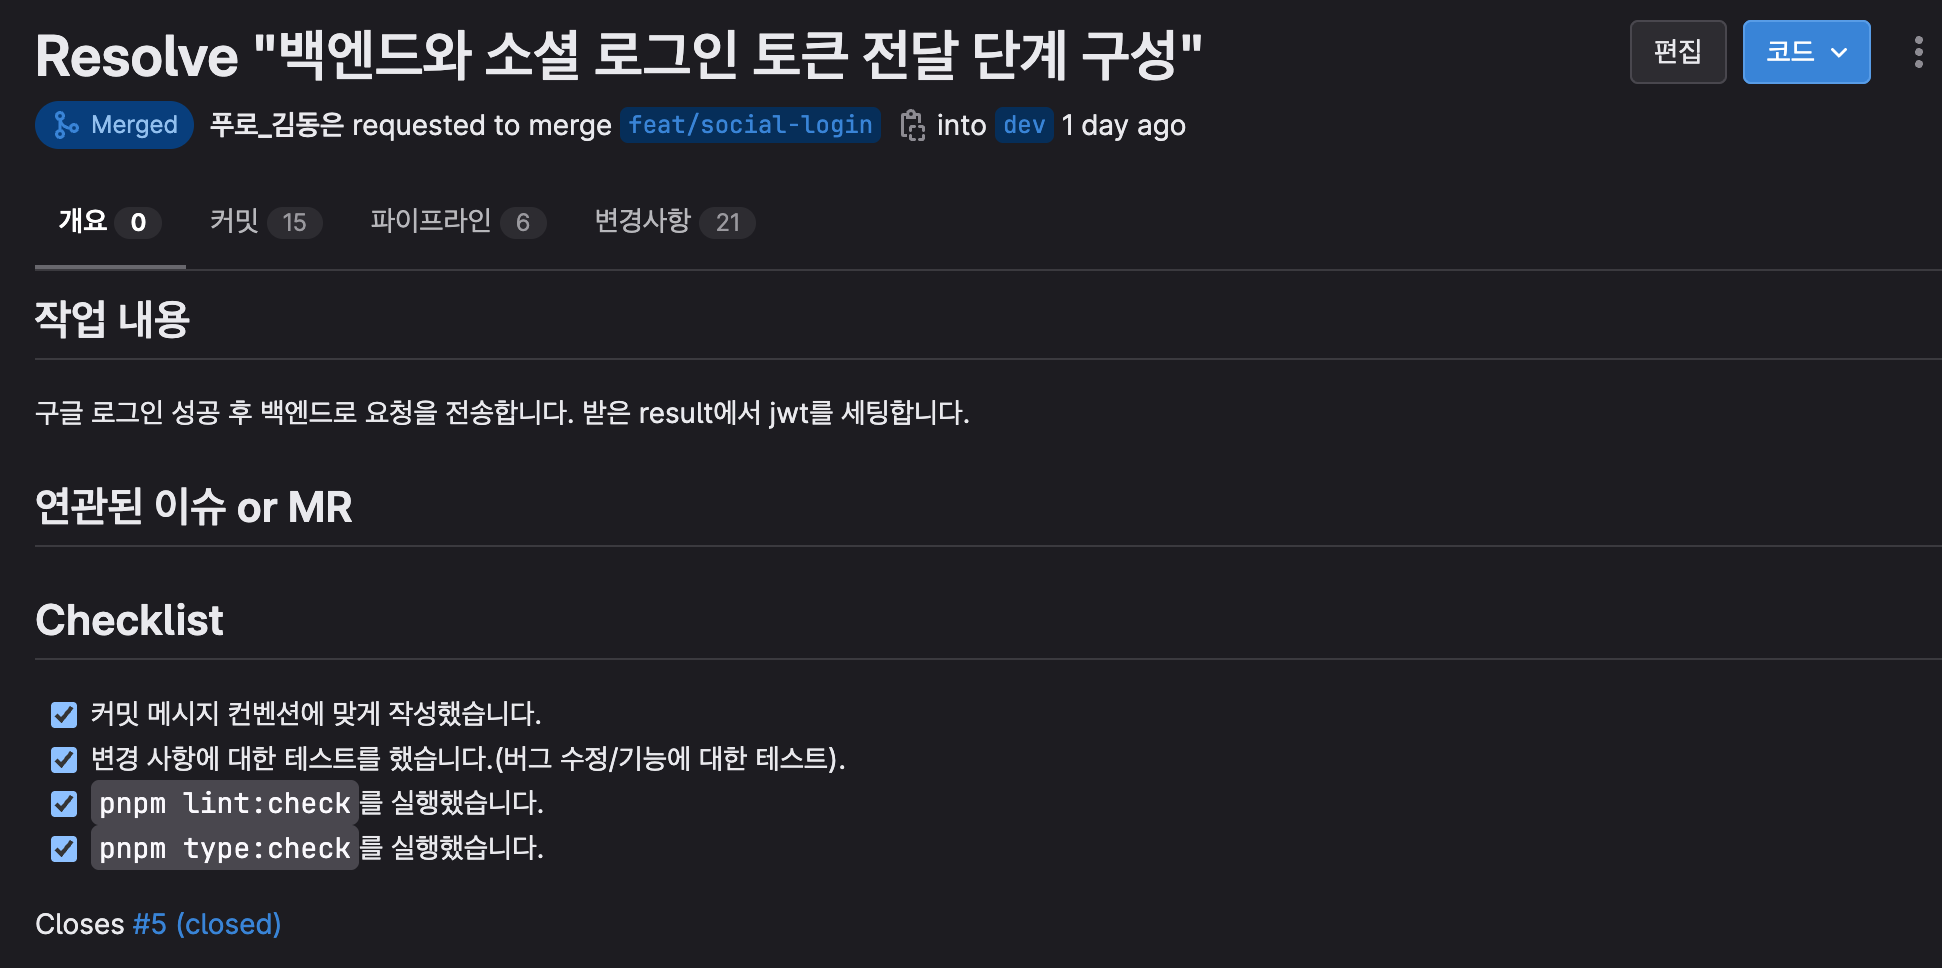 Resolve "백엔드와 소셜 로그인 토큰 전달 단계 구성"
편집
코드
Merged 푸로_김동은 requested to merge feat/social-login into dev 1 day ago
개요 0 커밋 15 파이프라인 6 변경사항 21
작업 내용
구글 로그인 성공 후 백엔드로 요청을 전송합니다. 받은 result에서 jwt를 세팅합니다.
연관된 이슈 or MR
Checklist
커밋 메시지 컨벤션에 맞게 작성했습니다.
변경 사항에 대한 테스트를 했습니다.(버그 수정/기능에 대한 테스트).
pnpm lint:check를 실행했습니다.
pnpm type:check를 실행했습니다.
Closes #5 (closed)